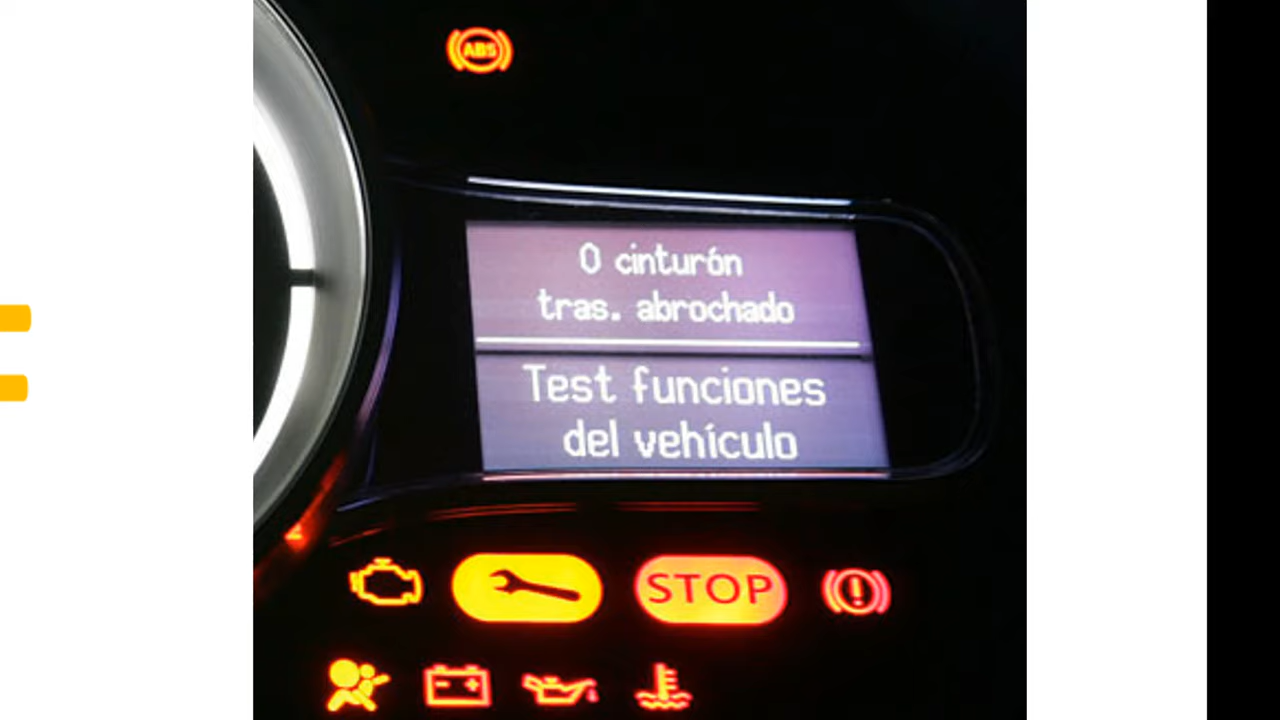 ABS
0 cinturón
tras. abrochado
Test funciones
del vehículo
STOP